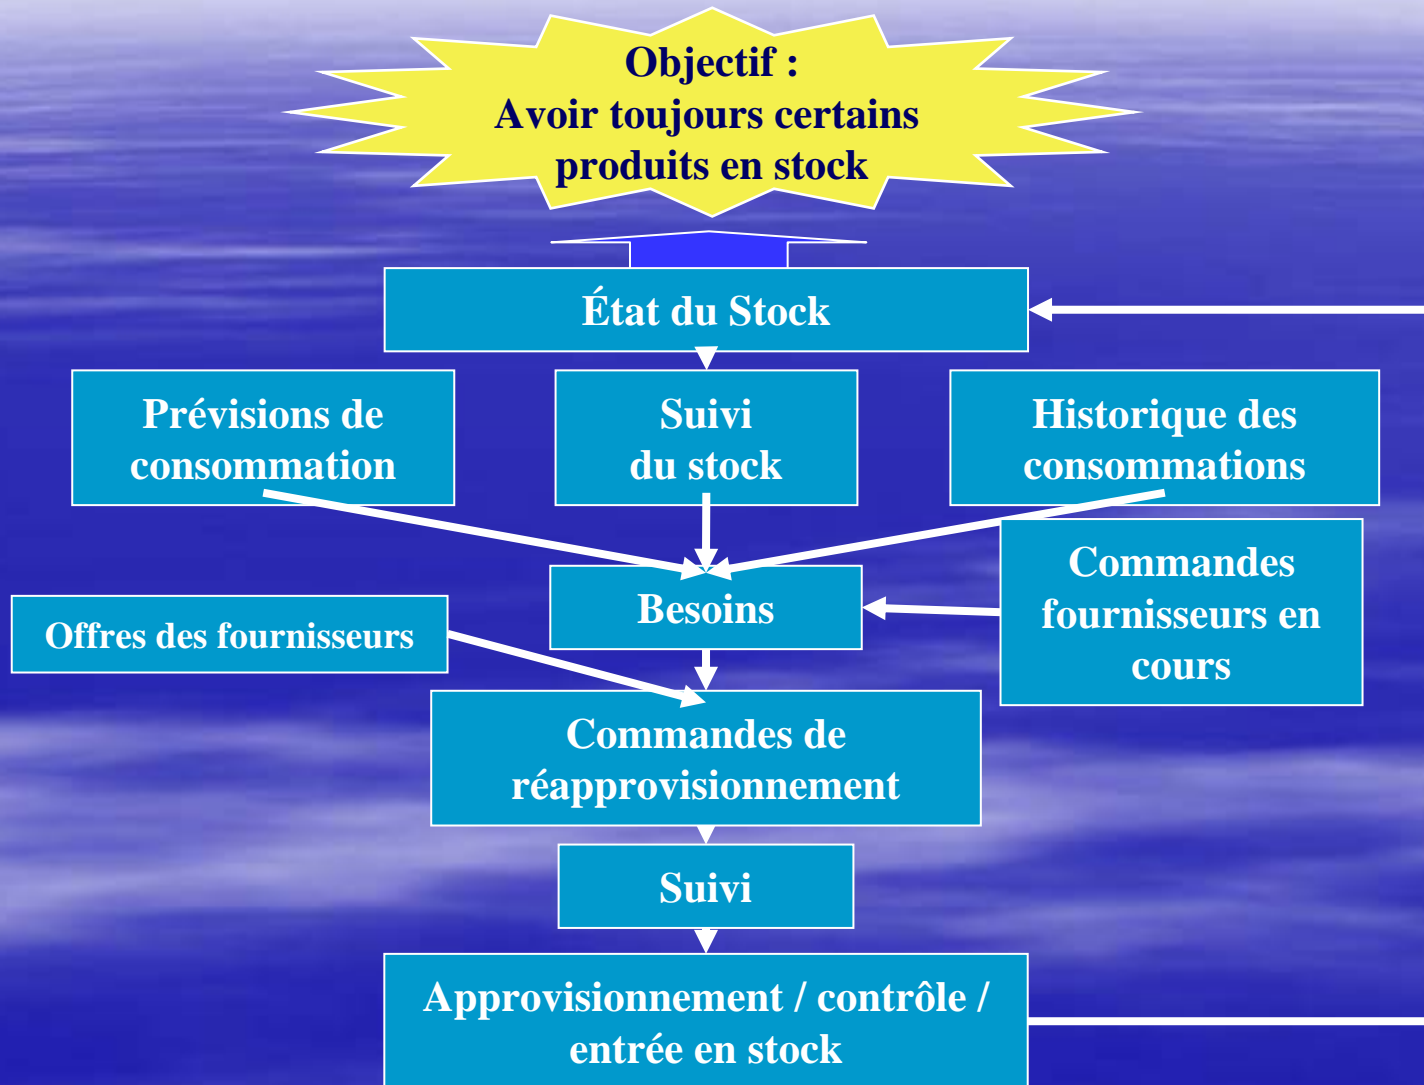 Objectif :
Avoir toujours certains
produits en stock
État du Stock
Prévisions de
consommation
Suivi
du stock
Historique des
consommations
Commandes
fournisseurs en
cours
Besoins
Offres des fournisseurs
Commandes de
réapprovisionnement
Suivi
Approvisionnement / contrôle /
entrée en stock